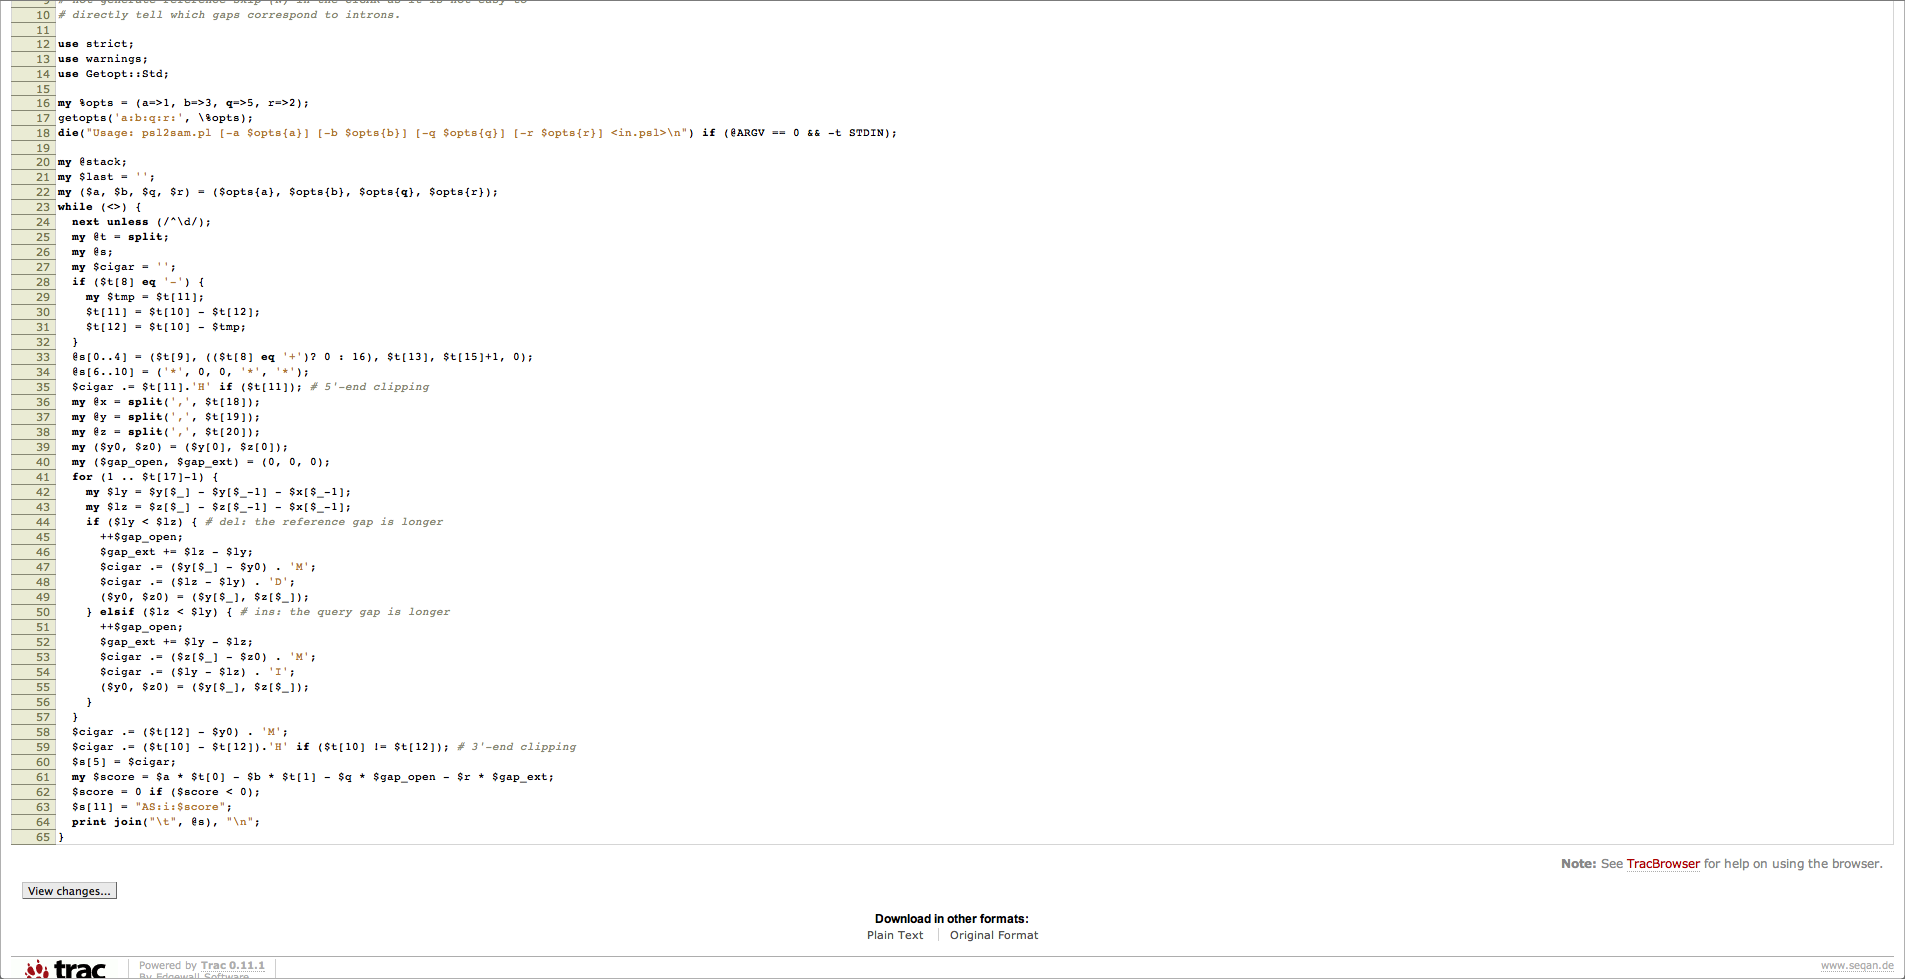 10 # directly tell which gaps correspond to introns.
11
12 use strict;
13 use warnings;
14 use Getopt::Std;
15
16 my %opts = (a=>1, b=>3, q=>5, r=>2);
17 getopts('a:b:q:r:', \%opts);
18 die("Usage: psl2sam.pl [-a $opts{a}] [-b $opts{b}] [-q $opts{q}] [-r $opts{r}] <in.psl>\n") if (@ARGV == 0 && -t STDIN);
19
20 my @stack;
21 my $last = '';
22 my ($a, $b, $q, $r) = ($opts{a}, $opts{b}, $opts{q}, $opts{r});
23 while (<>) {
24   next unless (/^\d/);
25   my @t = split;
26   my @s;
27   my $cigar = '';
28   if ($t[8] eq '-') {
29     my $tmp = $t[11];
30     $t[11] = $t[10] - $t[12];
31     $t[12] = $t[10] - $tmp;
32   }
33   @s[0..4] = ($t[9], (($t[8] eq '+')? 0 : 16), $t[13], $t[15]+1, 0);
34   @s[6..10] = ('*', 0, 0, '*', '*');
35   $cigar .= $t[11].'H' if ($t[11]); # 5'-end clipping
36   my @x = split(',', $t[18]);
37   my @y = split(',', $t[19]);
38   my @z = split(',', $t[20]);
39   my ($y0, $z0) = ($y[0], $z[0]);
40   my ($gap_open, $gap_ext) = (0, 0, 0);
41   for (1 .. $t[17]-1) {
42     my $ly = $y[$_] - $y[$_-1] - $x[$_-1];
43     my $lz = $z[$_] - $z[$_-1] - $x[$_-1];
44     if ($ly < $lz) { # del: the reference gap is longer
45       ++$gap_open;
46       $gap_ext += $lz - $ly;
47       $cigar .= ($y[$_] - $y0) . 'M';
48       $cigar .= ($lz - $ly) . 'D';
49       ($y0, $z0) = ($y[$_], $z[$_]);
50     } elsif ($lz < $ly) { # ins: the query gap is longer
51       ++$gap_open;
52       $gap_ext += $ly - $lz;
53       $cigar .= ($z[$_] - $z0) . 'M';
54       $cigar .= ($ly - $lz) . 'I';
55       ($y0, $z0) = ($y[$_], $z[$_]);
56     }
57   }
58   $cigar .= ($t[12] - $y0) . 'M';
59   $cigar .= ($t[10] - $t[12]).'H' if ($t[10] != $t[12]); # 3'-end clipping
60   $s[5] = $cigar;
61   my $score = $a * $t[0] - $b * $t[1] - $q * $gap_open - $r * $gap_ext;
62   $score = 0 if ($score < 0);
63   $s[11] = "AS:i:$score";
64   print join("\t", @s), "\n";
65 }
Note: See TracBrowser for help on using the browser.
View changes...
Download in other formats:
Plain Text
Original Format
trac
Powered by Trac 0.11.1
By Edgewall Software
www.seqan.de